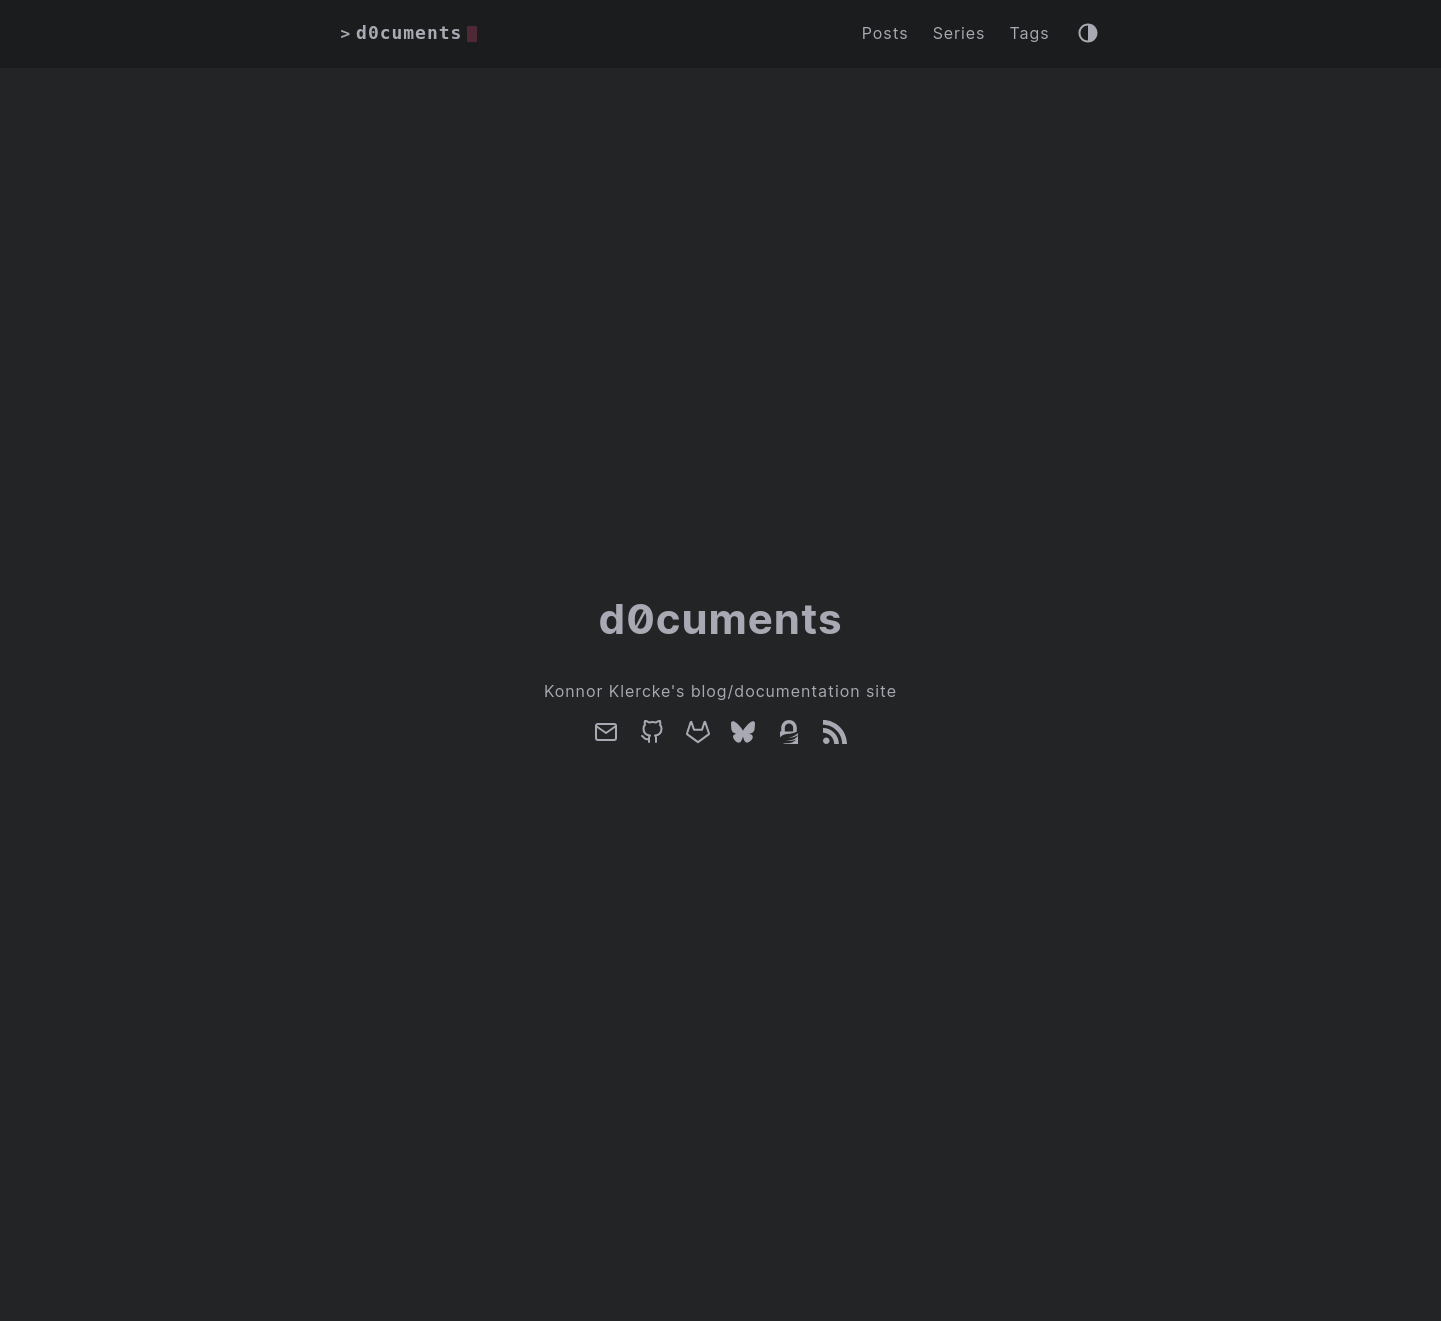 > d0cuments
Posts Series Tags
d0cuments
Konnor Klercke's blog/documentation site